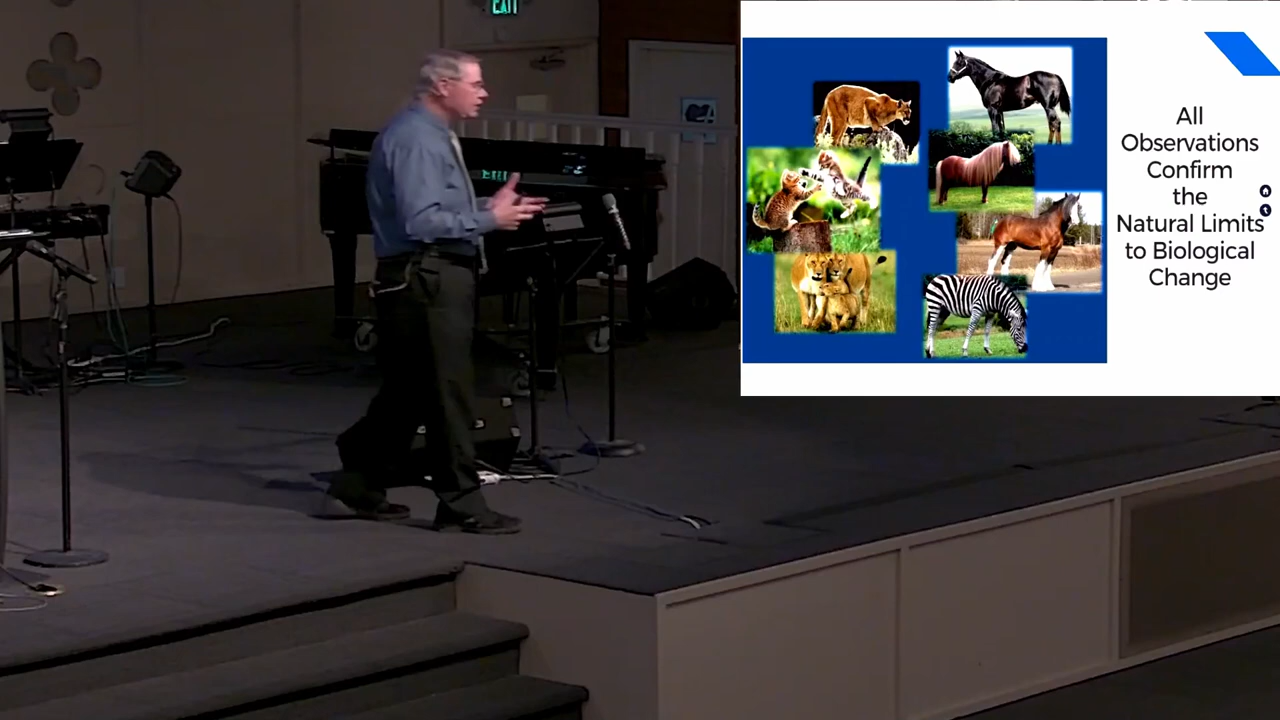 EXIT
All
Observations
Confirm
the
Natural Limits
to Biological
Change